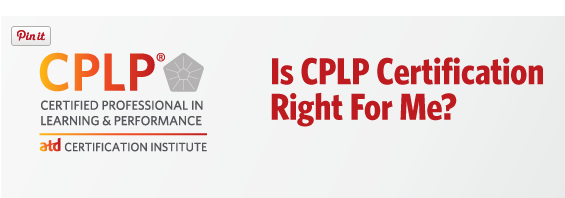 Pin it
CPLP®
CERTIFIED PROFESSIONAL IN
LEARNING & PERFORMANCE
atd CERTIFICATION INSTITUTE
Is CPLP Certification
Right For Me?